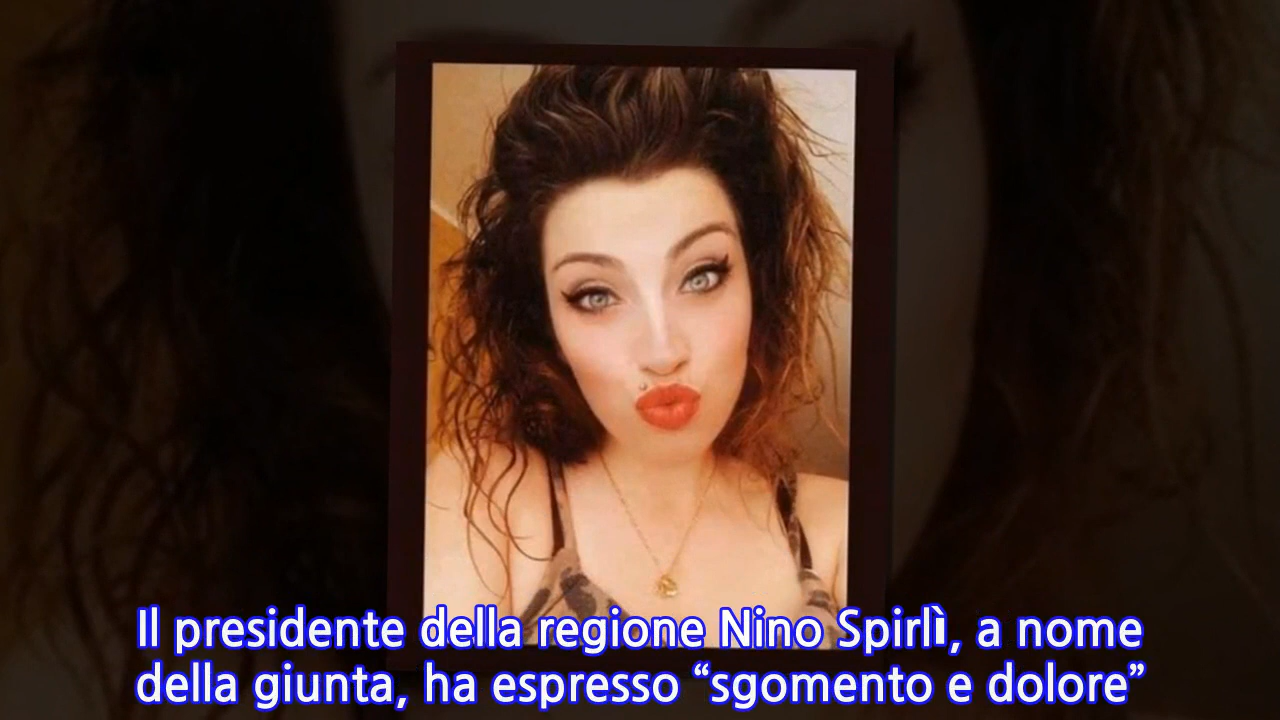 Il presidente della regione Nino Spirlì, a nome
della giunta, ha espresso “sgomento e dolore”